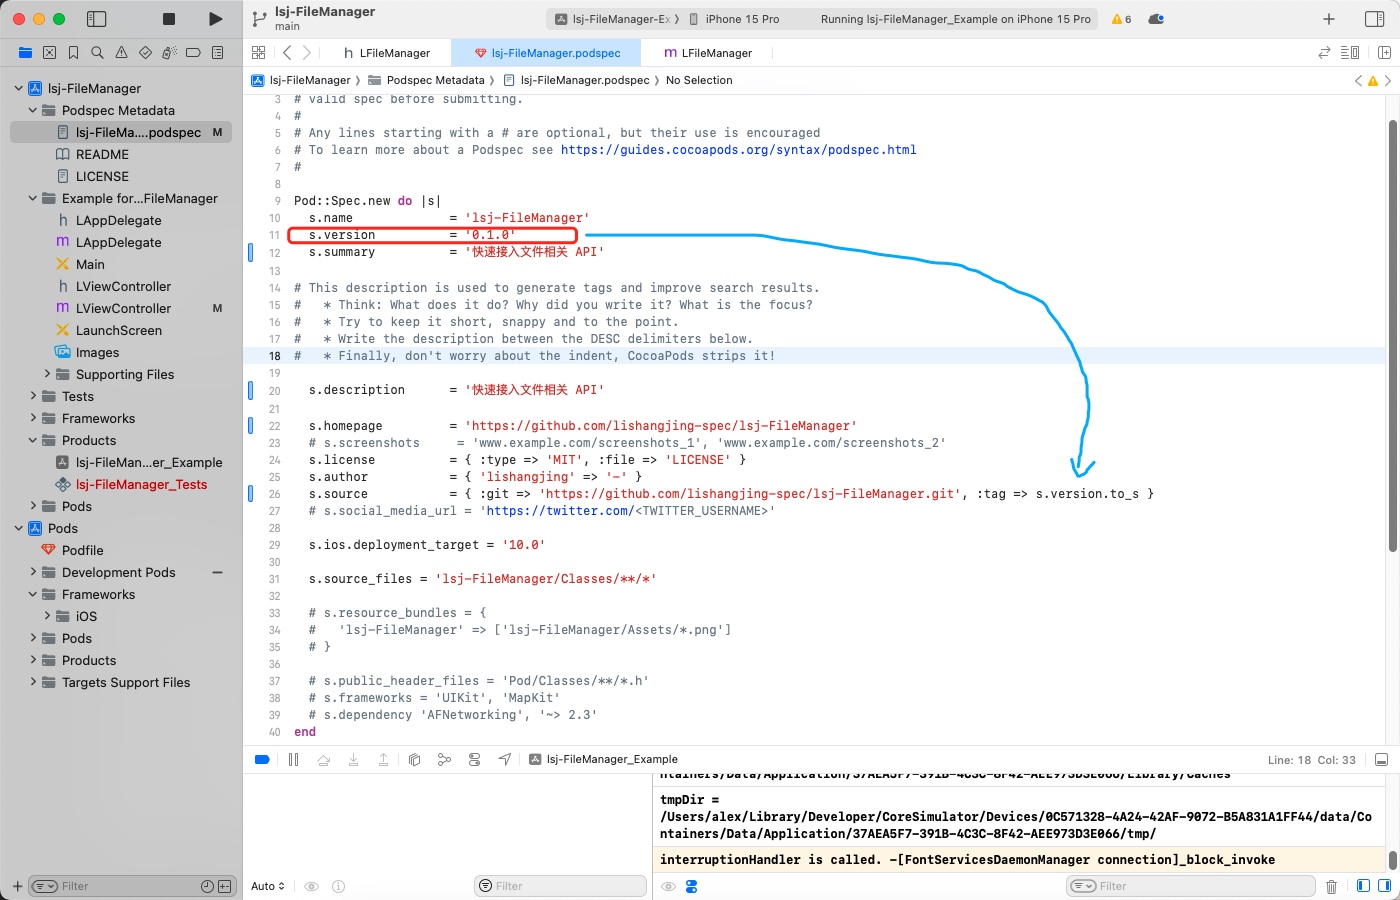 lsj-FileManager
main
lsj-FileManager-Ex
iPhone 15 Pro
Running lsj-FileManager_Example on iPhone 15 Pro
6
LFileManager
lsj-FileManager.podspec
LFileManager
lsj-FileManager
Podspec Metadata
lsj-FileManager.podspec
No Selection
lsj-FileManager
Podspec Metadata
lsj-FileMa....podspec M
README
LICENSE
Example for...FileManager
h LAppDelegate
m LAppDelegate
Main
h LViewController
m LViewController M
LaunchScreen
Images
Supporting Files
Tests
Frameworks
Products
lsj-FileMan...er_Example
lsj-FileManager_Tests
Pods
Pods
Podfile
Development Pods
Frameworks
iOS
Pods
Products
Targets Support Files
Filter
3 # valid spec before submitting.
4 #
5 # Any lines starting with a # are optional, but their use is encouraged
6 # To learn more about a Podspec see https://guides.cocoapods.org/syntax/podspec.html
7 #
8
9 Pod::Spec.new do |s|
10 s.name = 'lsj-FileManager'
11 s.version = '0.1.0'
12 s.summary = '快速接入文件相关 API'
13
14 # This description is used to generate tags and improve search results.
15 # * Think: What does it do? Why did you write it? What is the focus?
16 # * Try to keep it short, snappy and to the point.
17 # * Write the description between the DESC delimiters below.
18 # * Finally, don't worry about the indent, CocoaPods strips it!
19
20 s.description = '快速接入文件相关 API'
21
22 s.homepage = 'https://github.com/lishangjing-spec/lsj-FileManager'
23 # s.screenshots = 'www.example.com/screenshots_1', 'www.example.com/screenshots_2'
24 s.license = { :type => 'MIT', :file => 'LICENSE' }
25 s.author = { 'lishangjing' => '-' }
26 s.source = { :git => 'https://github.com/lishangjing-spec/lsj-FileManager.git', :tag => s.version.to_s }
27 # s.social_media_url = 'https://twitter.com/<TWITTER_USERNAME>'
28
29 s.ios.deployment_target = '10.0'
30
31 s.source_files = 'lsj-FileManager/Classes/**/*'
32
33 # s.resource_bundles = {
34 # 'lsj-FileManager' => ['lsj-FileManager/Assets/*.png']
35 # }
36
37 # s.public_header_files = 'Pod/Classes/**/*.h'
38 # s.frameworks = 'UIKit', 'MapKit'
39 # s.dependency 'AFNetworking', '~> 2.3'
40 end
lsj-FileManager_Example
Line: 18 Col: 33
ntainers/Data/Application/37AEA5F7-391B-4C3C-8F42-AEE973D3E066/Library/Caches
tmpDir =
/Users/alex/Library/Developer/CoreSimulator/Devices/0C571328-4A24-42AF-9072-B5A831A1FF44/data/Co
ntainers/Data/Application/37AEA5F7-391B-4C3C-8F42-AEE973D3E066/tmp/
interruptionHandler is called. -[FontServicesDaemonManager connection]_block_invoke
Auto
Filter
Filter